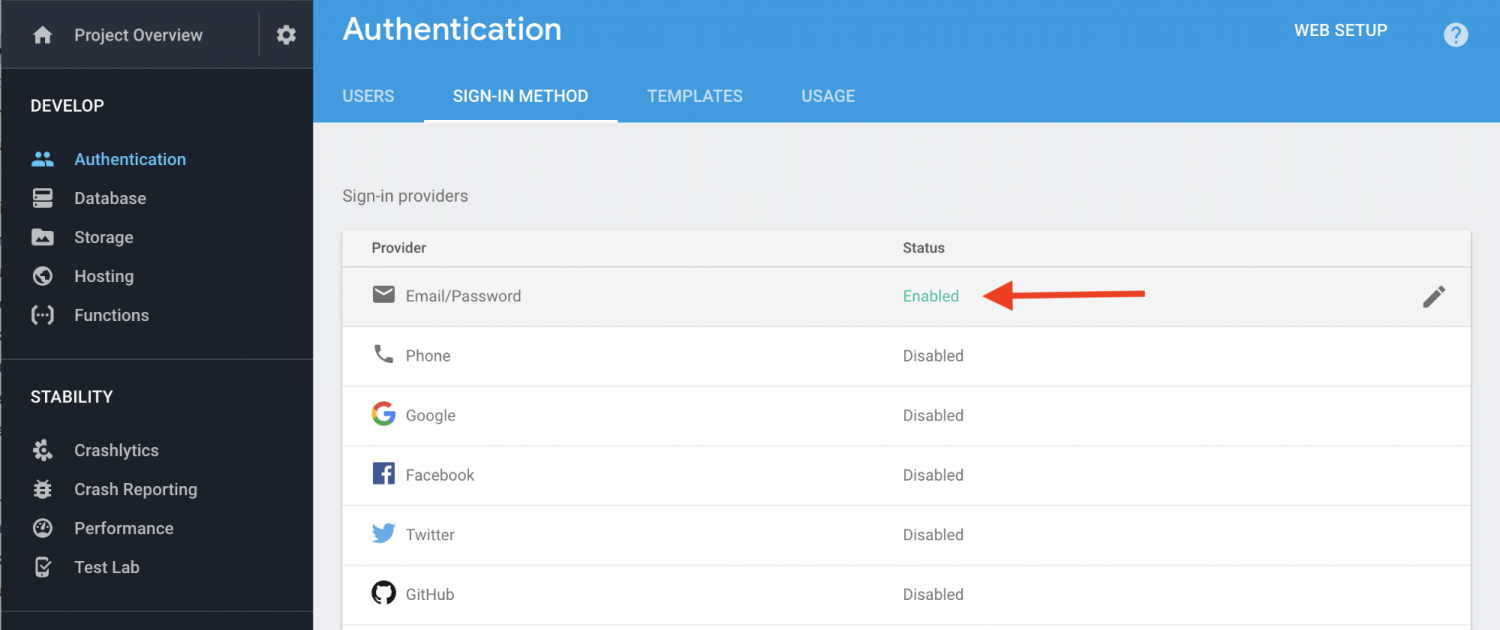 Project Overview
DEVELOP
Authentication
Database
Storage
Hosting
Functions
STABILITY
Crashlytics
Crash Reporting
Performance
Test Lab
Authentication
WEB SETUP
?
USERS SIGN-IN METHOD TEMPLATES USAGE
Sign-in providers
Provider Status
Email/Password Enabled
Phone Disabled
Google Disabled
Facebook Disabled
Twitter Disabled
GitHub Disabled